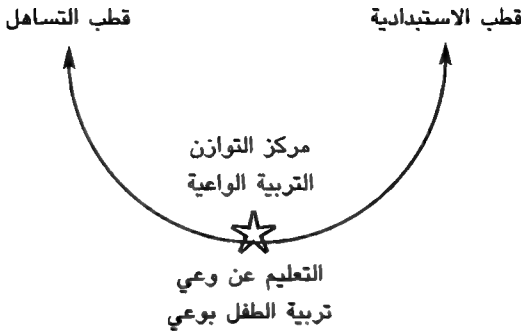 قطب الاستبدادية
قطب التساهل
مركز التوازن
التربية الواعية
التعليم عن وعي
تربية الطفل بوعي